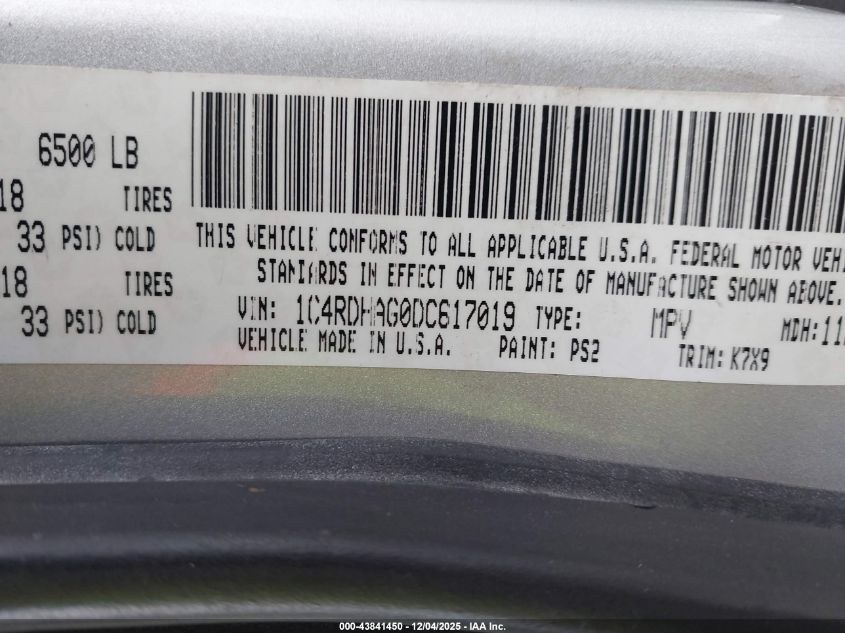 6500 LB
18 TIRES
33 PSI) COLD
18 TIRES
33 PSI) COLD
THIS VEHICLE CONFORMS TO ALL APPLICABLE U.S.A. FEDERAL MOTOR VEHI
STANDARDS IN EFFECT ON THE DATE OF MANUFACTURE SHOWN ABOVE.
VIN: 1C4RDHAG0DC617019 TYPE: MPV MDH:11
VEHICLE MADE IN U.S.A. PAINT: PS2 TRIM: K7X9
000-43841450 - 12/04/2025 - IAA Inc.